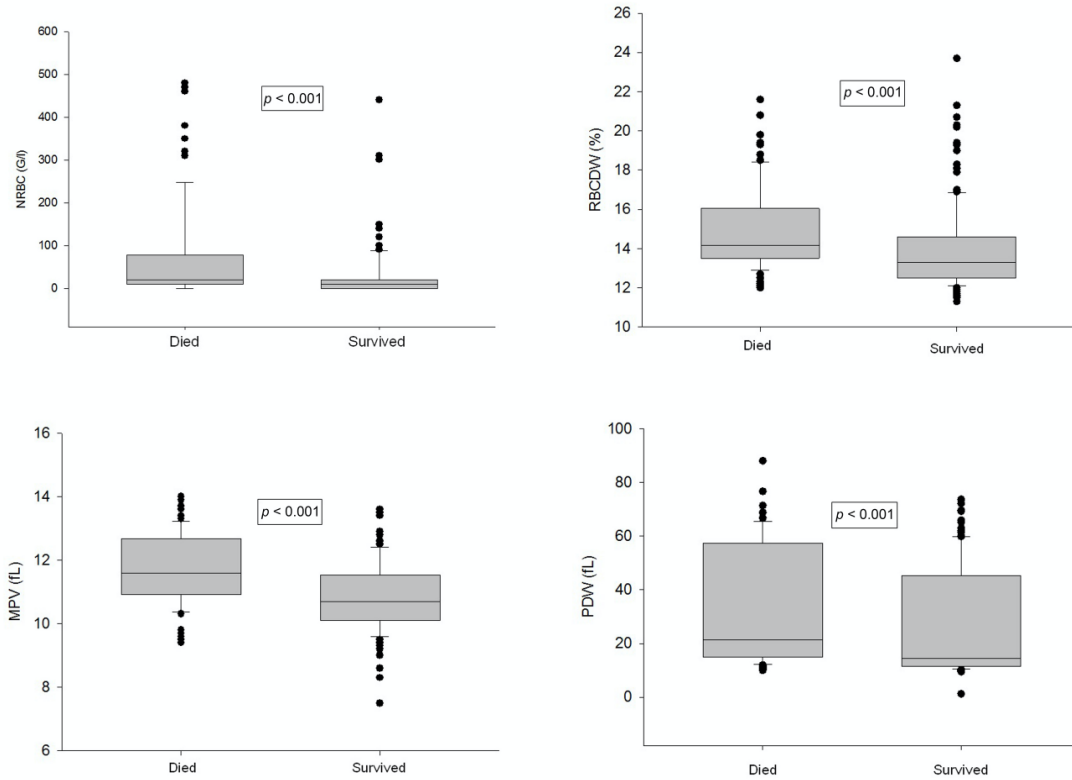 600
500
400
300
200
100
0
NRBC (G/l)
p < 0.001
Died Survived
26
24
22
20
18
16
14
12
10
RBCDW (%)
p < 0.001
Died Survived
16
14
12
10
8
6
MPV (fL)
p < 0.001
Died Survived
100
80
60
40
20
0
PDW (fL)
p < 0.001
Died Survived